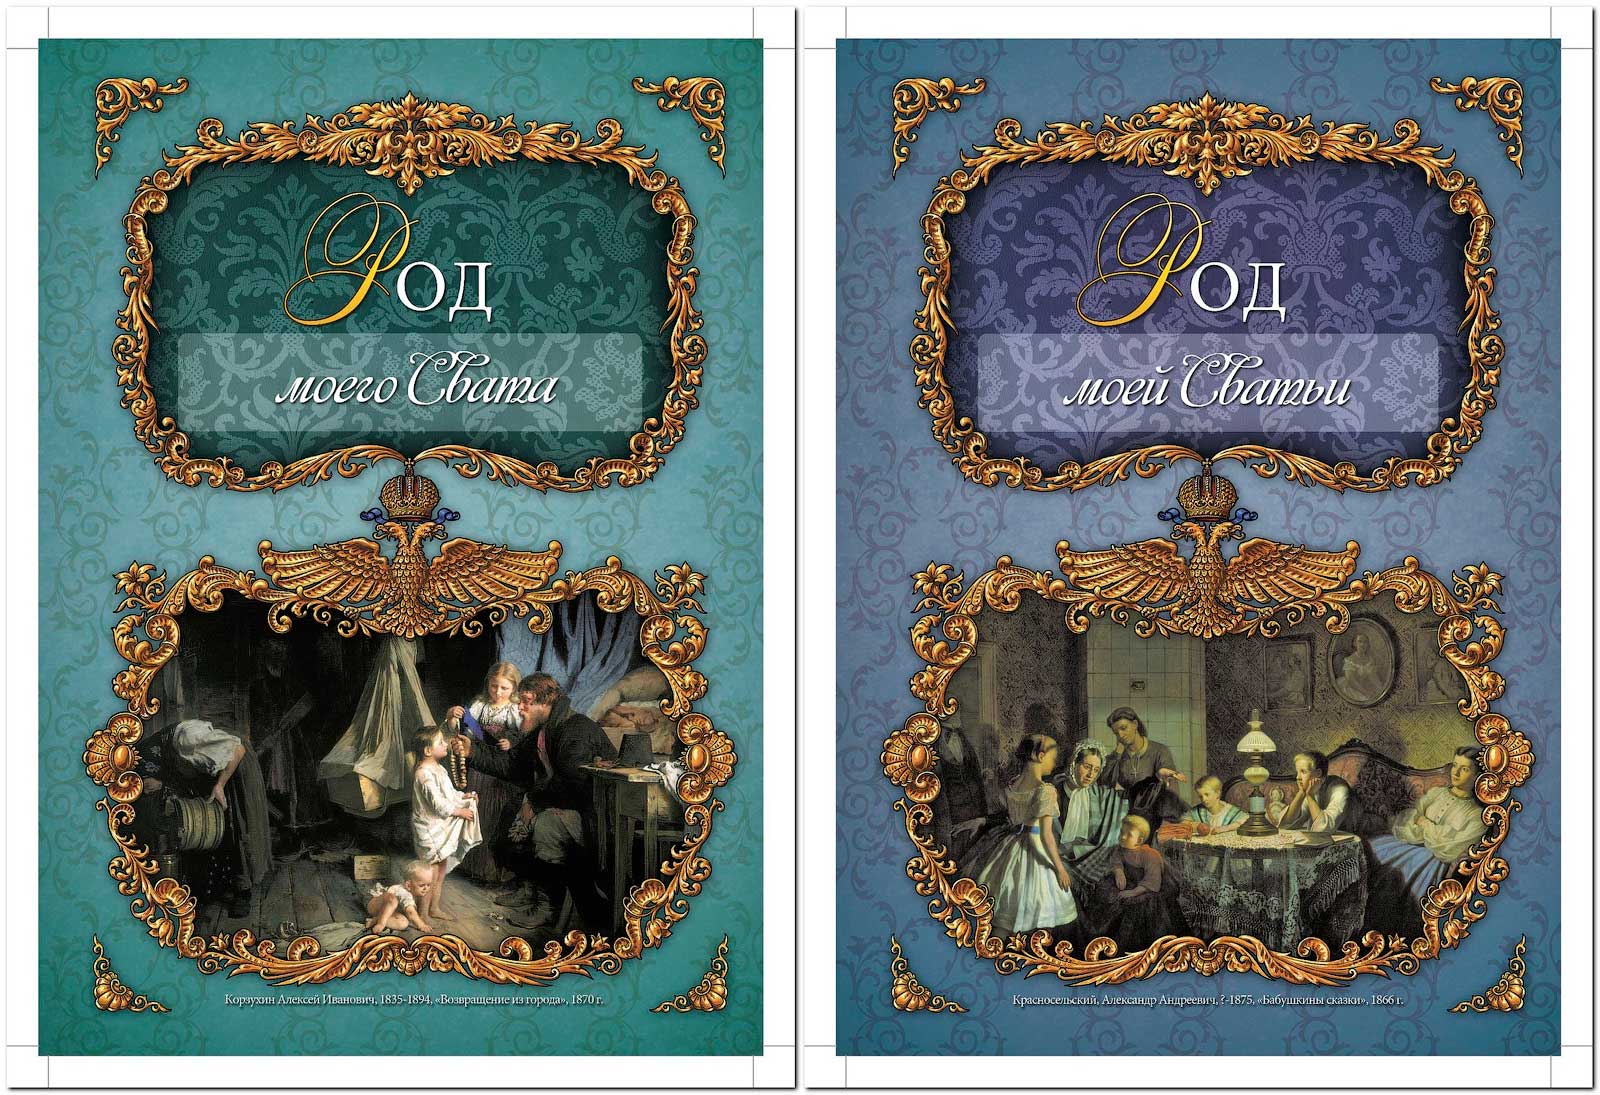 Род
моего Свата
Корзухин Алексей Иванович, 1835-1894, «Возвращение из города», 1870 г.
Род
моей Сватьи
Красносельский, Александр Андреевич, ?-1875, «Бабушкины сказки», 1866 г.